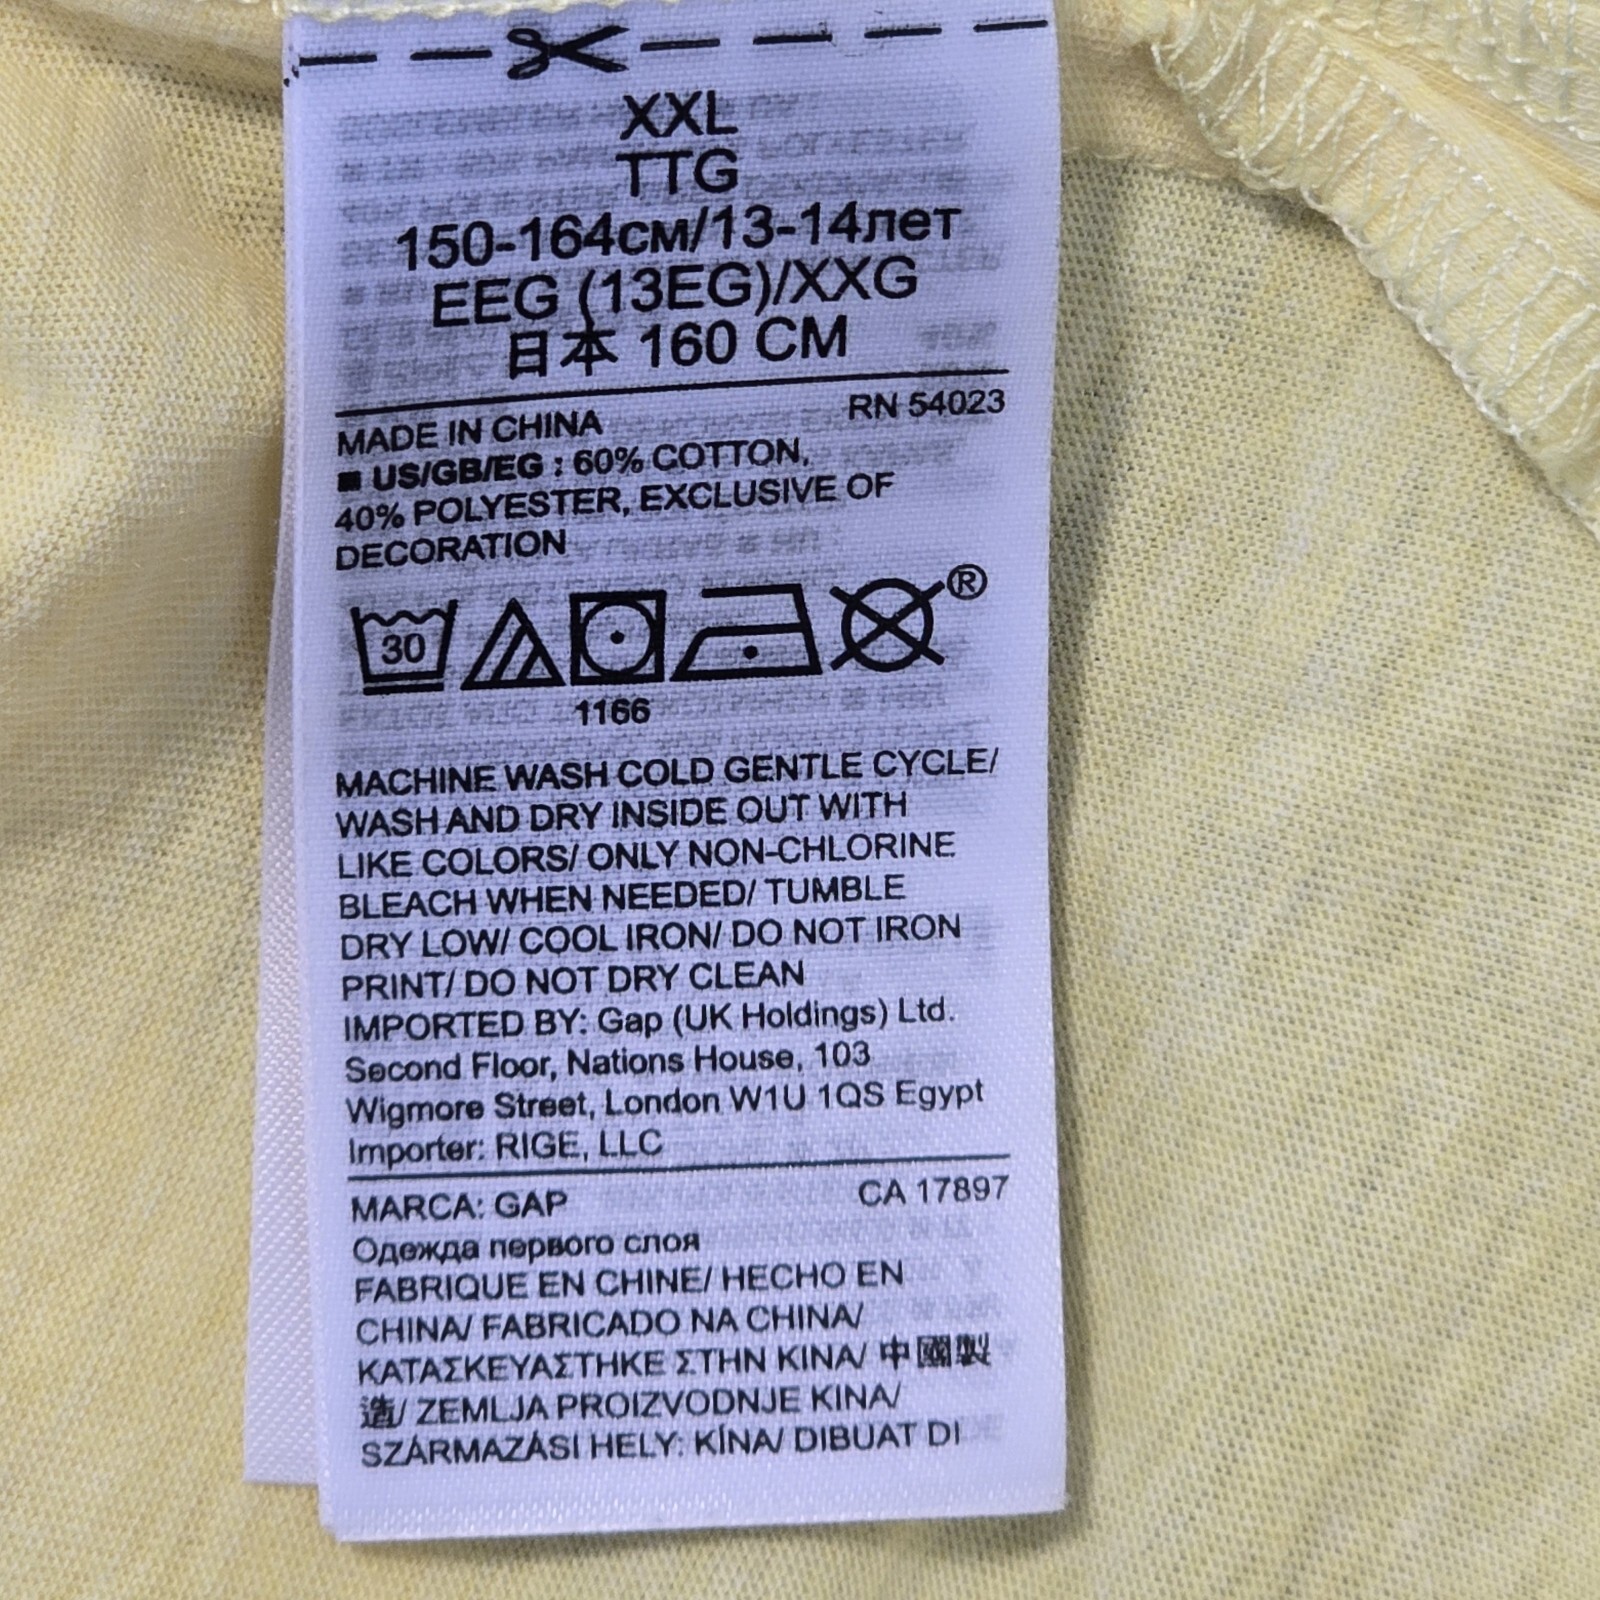 XXL
TTG
150-164см/13-14лет
EEG (13EG)/XXG
日本 160 CM
MADE IN CHINA RN 54023
■ US/GB/EG : 60% COTTON,
40% POLYESTER, EXCLUSIVE OF
DECORATION
30 ®
1166
MACHINE WASH COLD GENTLE CYCLE/
WASH AND DRY INSIDE OUT WITH
LIKE COLORS/ ONLY NON-CHLORINE
BLEACH WHEN NEEDED/ TUMBLE
DRY LOW/ COOL IRON/ DO NOT IRON
PRINT/ DO NOT DRY CLEAN
IMPORTED BY: Gap (UK Holdings) Ltd.
Second Floor, Nations House, 103
Wigmore Street, London W1U 1QS Egypt
Importer: RIGE, LLC
MARCA: GAP CA 17897
Одежда первого слоя
FABRIQUE EN CHINE/ HECHO EN
CHINA/ FABRICADO NA CHINA/
ΚΑΤΑΣΚΕΥΑΣΤΗΚΕ ΣΤΗΝ ΚΙΝΑ/ 中國製
造/ ZEMLJA PROIZVODNJE KINA/
SZÁRMAZÁSI HELY: KÍNA/ DIBUAT DI